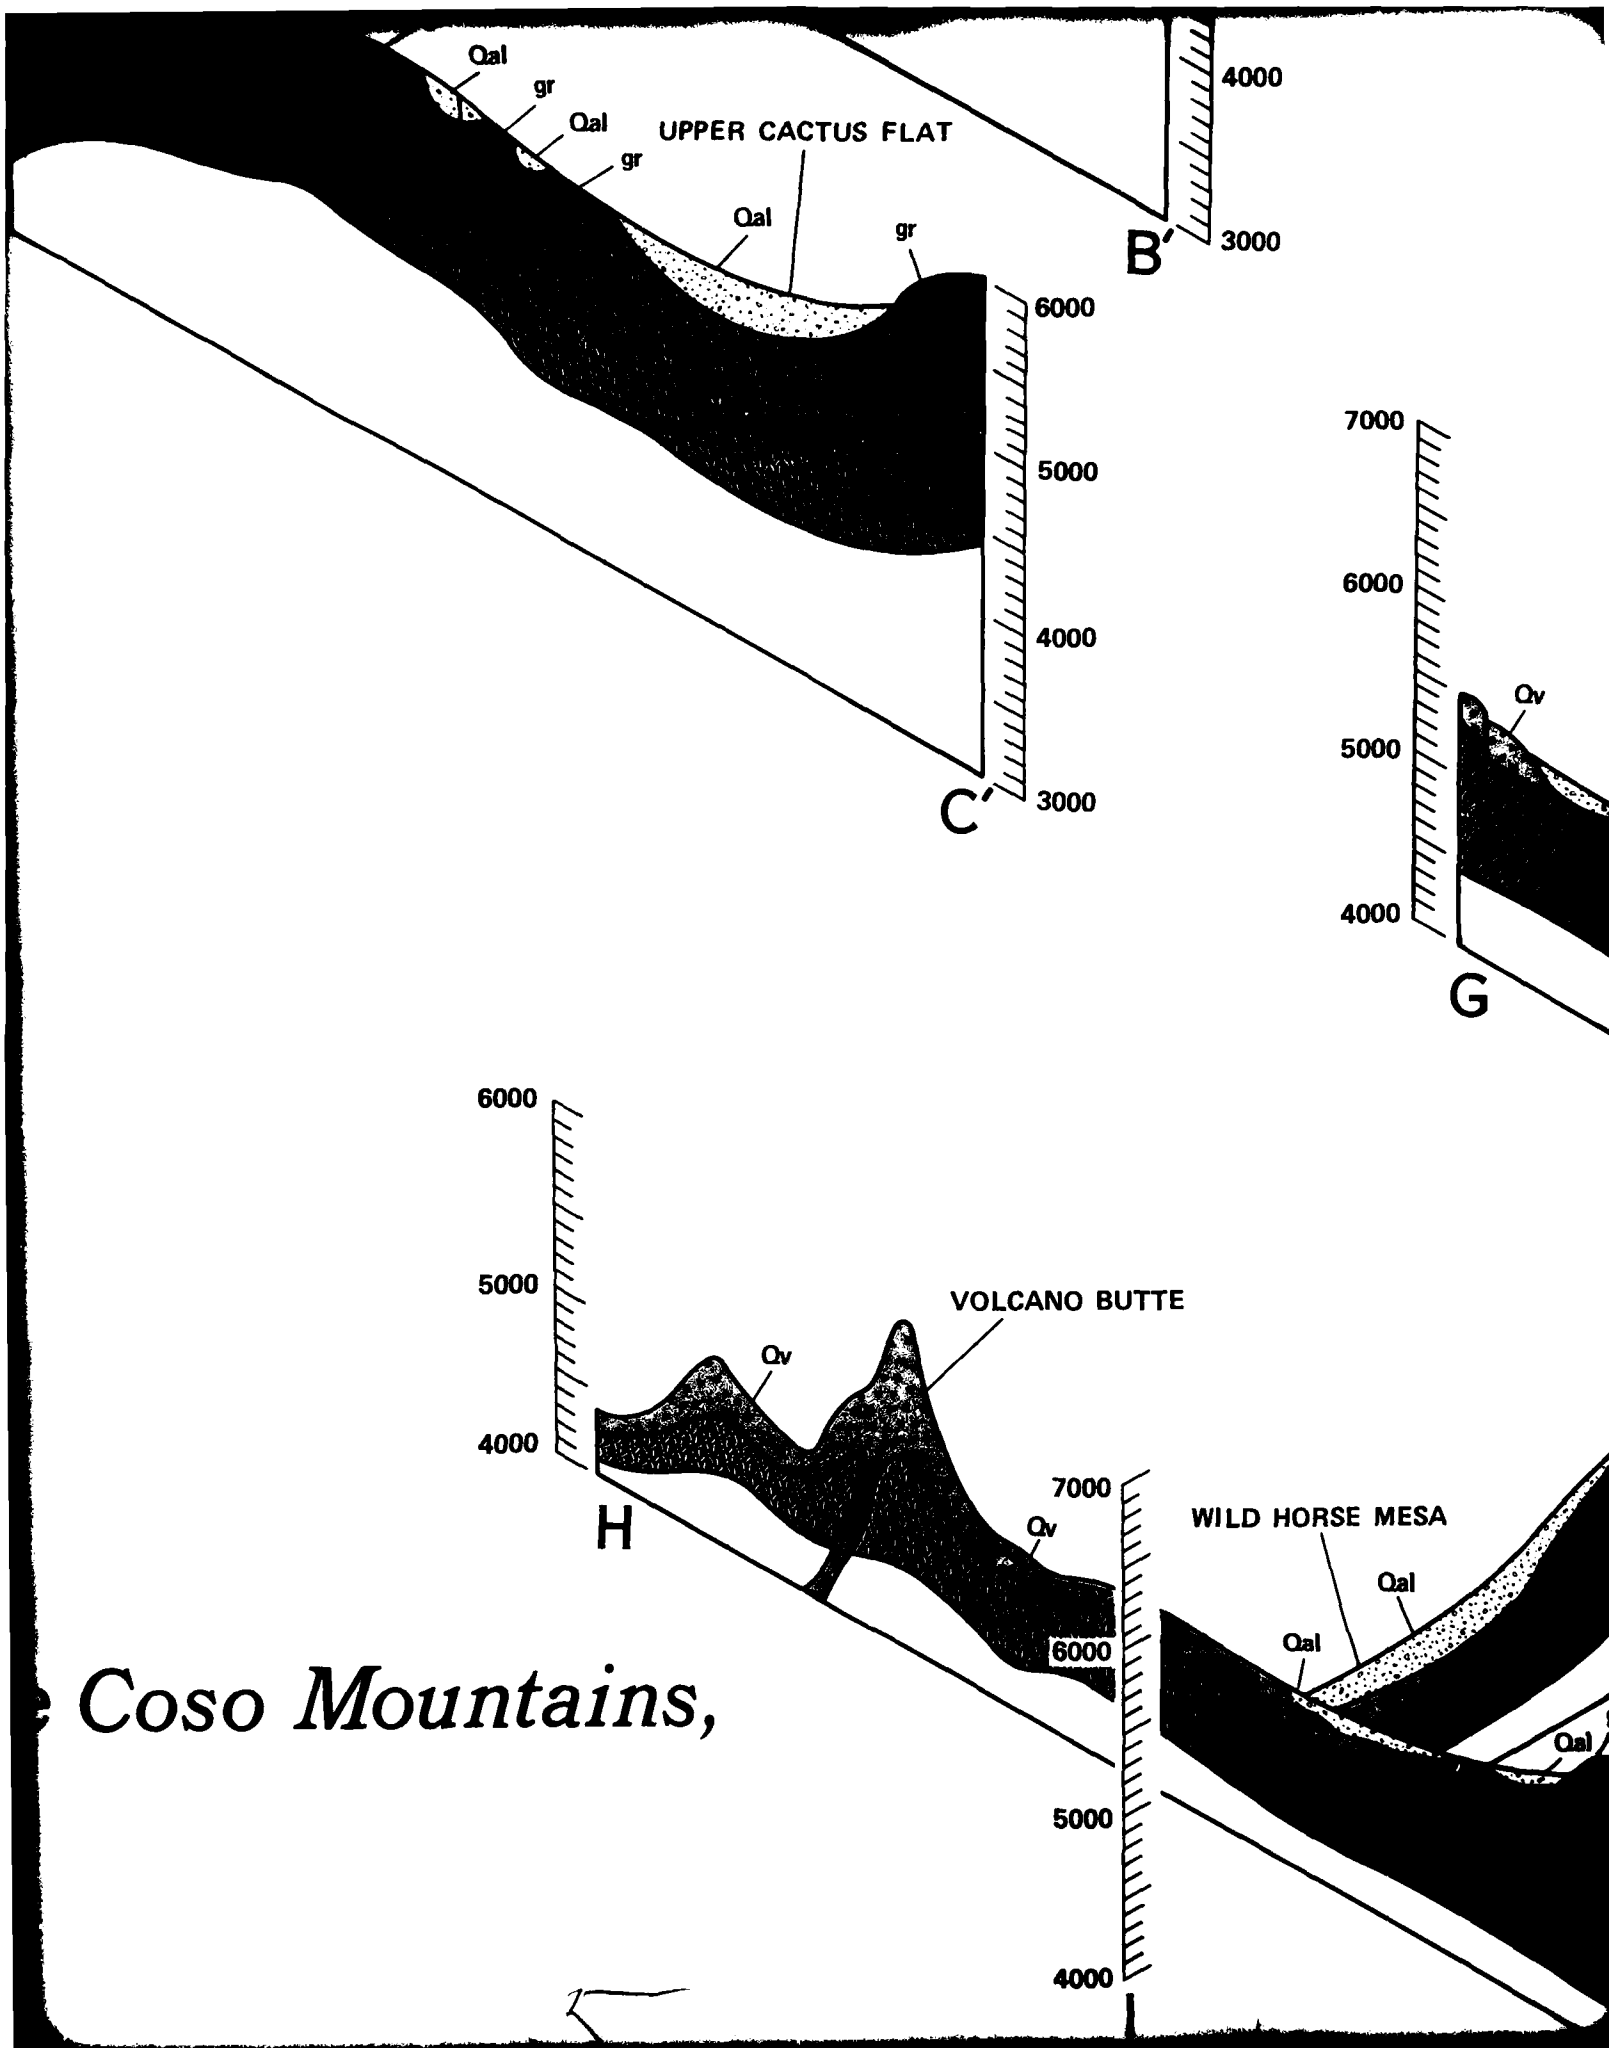 Qal
gr
Qal
gr
UPPER CACTUS FLAT
Qal
gr
4000
3000
B′
6000
5000
4000
3000
C′
7000
6000
5000
4000
Qv
G
6000
5000
4000
Qv
VOLCANO BUTTE
Qv
H
7000
6000
5000
4000
WILD HORSE MESA
Qal
Qal
Qal
I
Coso Mountains,